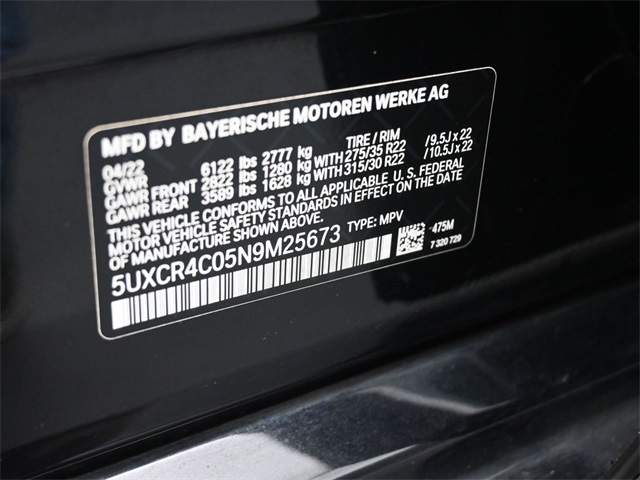 MFD BY BAYERISCHE MOTOREN WERKE AG
04/22 TIRE / RIM
GVWR 6122 lbs 2777 kg
GAWR FRONT 2822 lbs 1280 kg WITH 275/35 R22 / 9.5J x 22
GAWR REAR 3589 lbs 1628 kg WITH 315/30 R22 / 10.5J x 22
THIS VEHICLE CONFORMS TO ALL APPLICABLE U. S. FEDERAL
MOTOR VEHICLE SAFETY STANDARDS IN EFFECT ON THE DATE
OF MANUFACTURE SHOWN ABOVE.
5UXCR4C05N9M25673 TYPE: MPV
475M
7 320 729